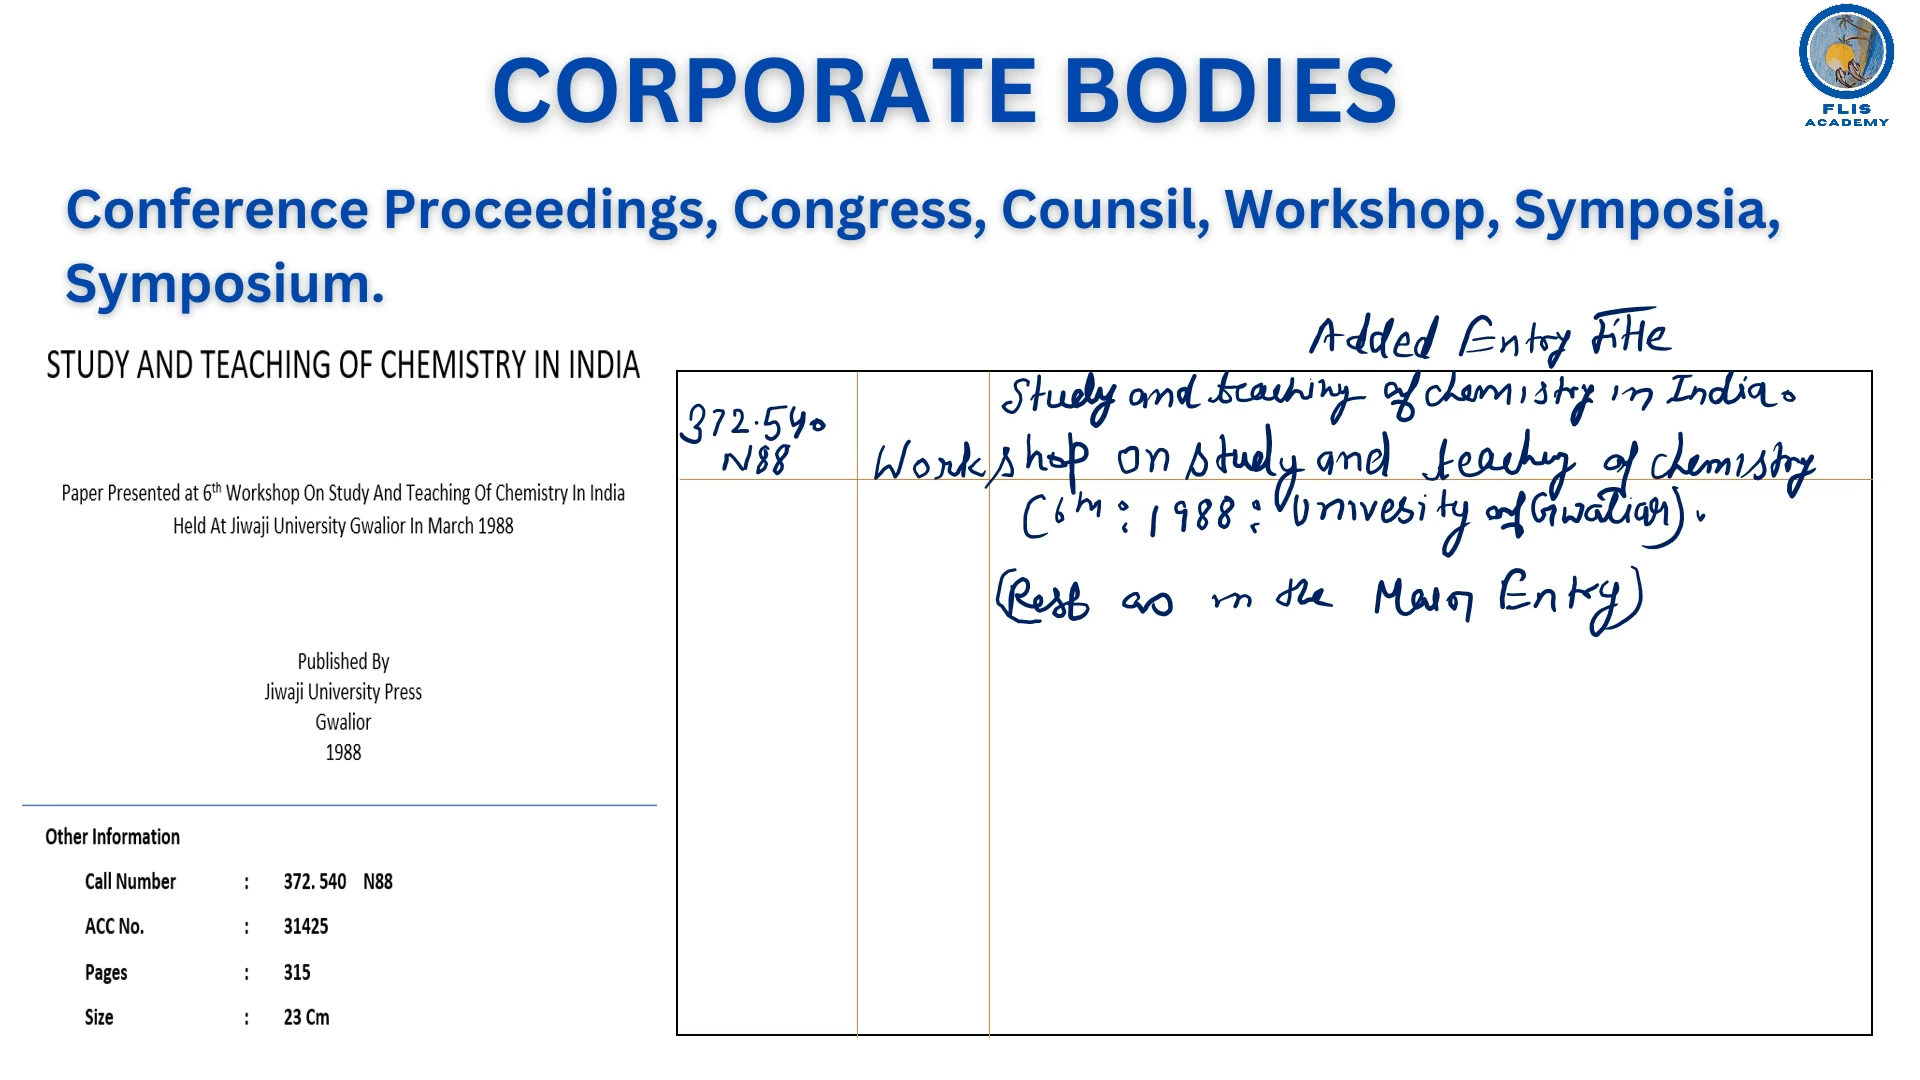 FLIS
ACADEMY
CORPORATE BODIES
Conference Proceedings, Congress, Counsil, Workshop, Symposia,
Symposium.
STUDY AND TEACHING OF CHEMISTRY IN INDIA
Paper Presented at 6th Workshop On Study And Teaching Of Chemistry In India
Held At Jiwaji University Gwalior In March 1988
Published By
Jiwaji University Press
Gwalior
1988
Other Information
Call Number : 372. 540 N88
ACC No. : 31425
Pages : 315
Size : 23 Cm
Added Entry Title
Study and teaching of chemistry in India.
372.540
N88
Workshop on study and teaching of chemistry
(6th : 1988 : Univesity of Gwalior).
(Rest as in the Main Entry)